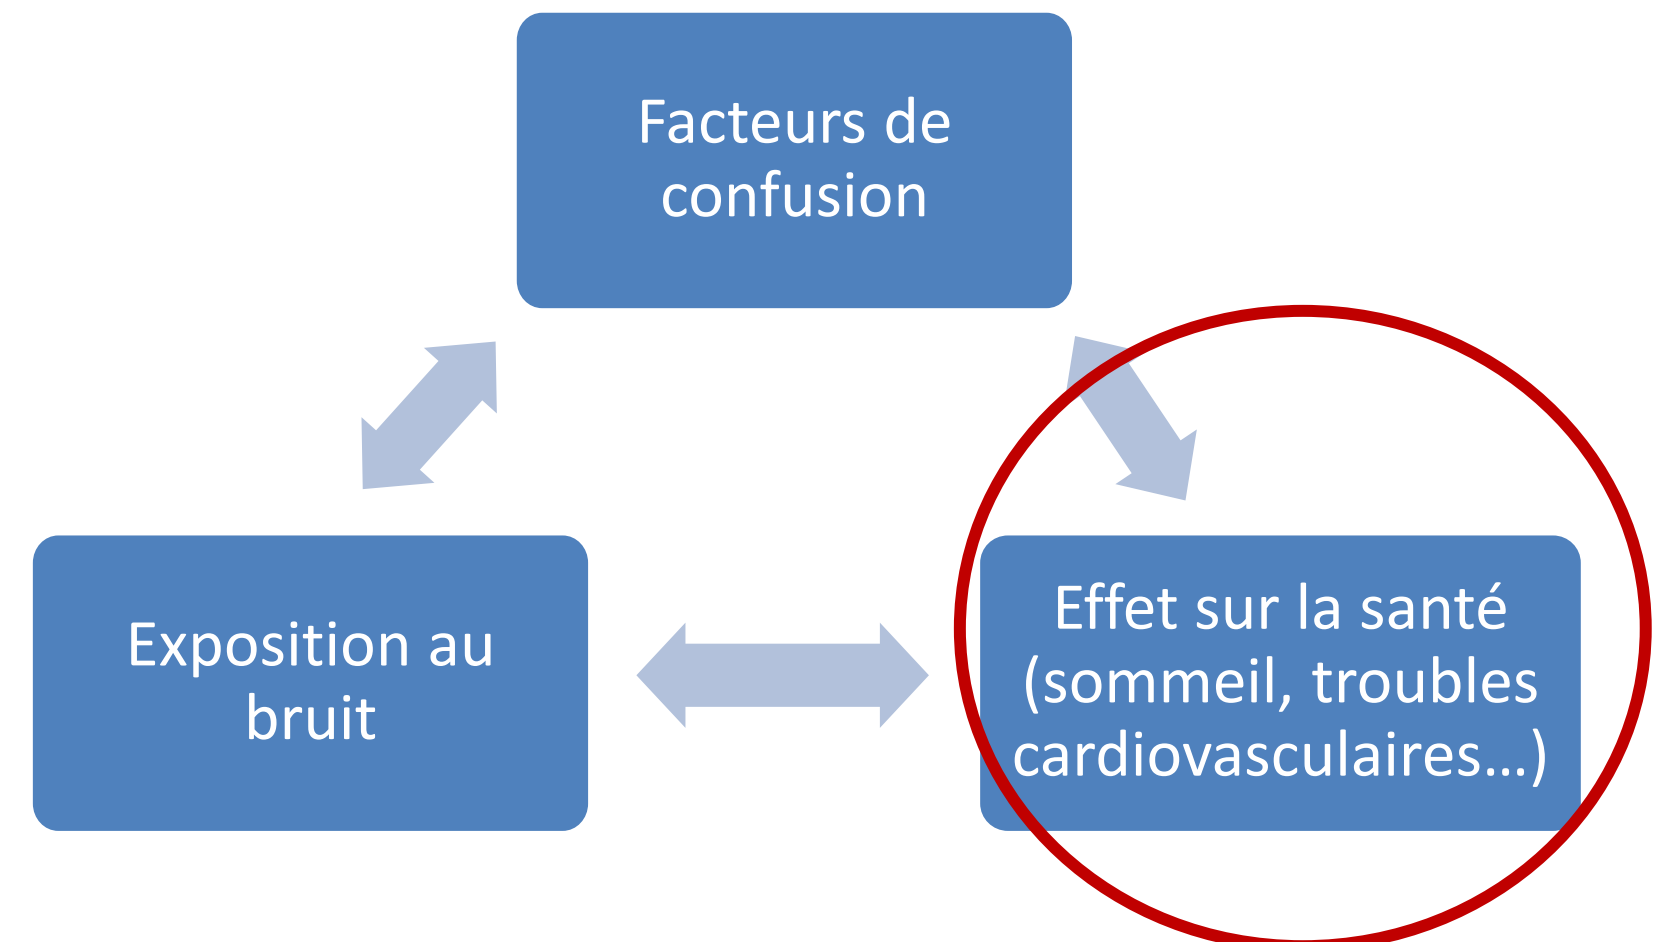 Facteurs de
confusion
Exposition au
bruit
Effet sur la santé
(sommeil, troubles
cardiovasculaires…)